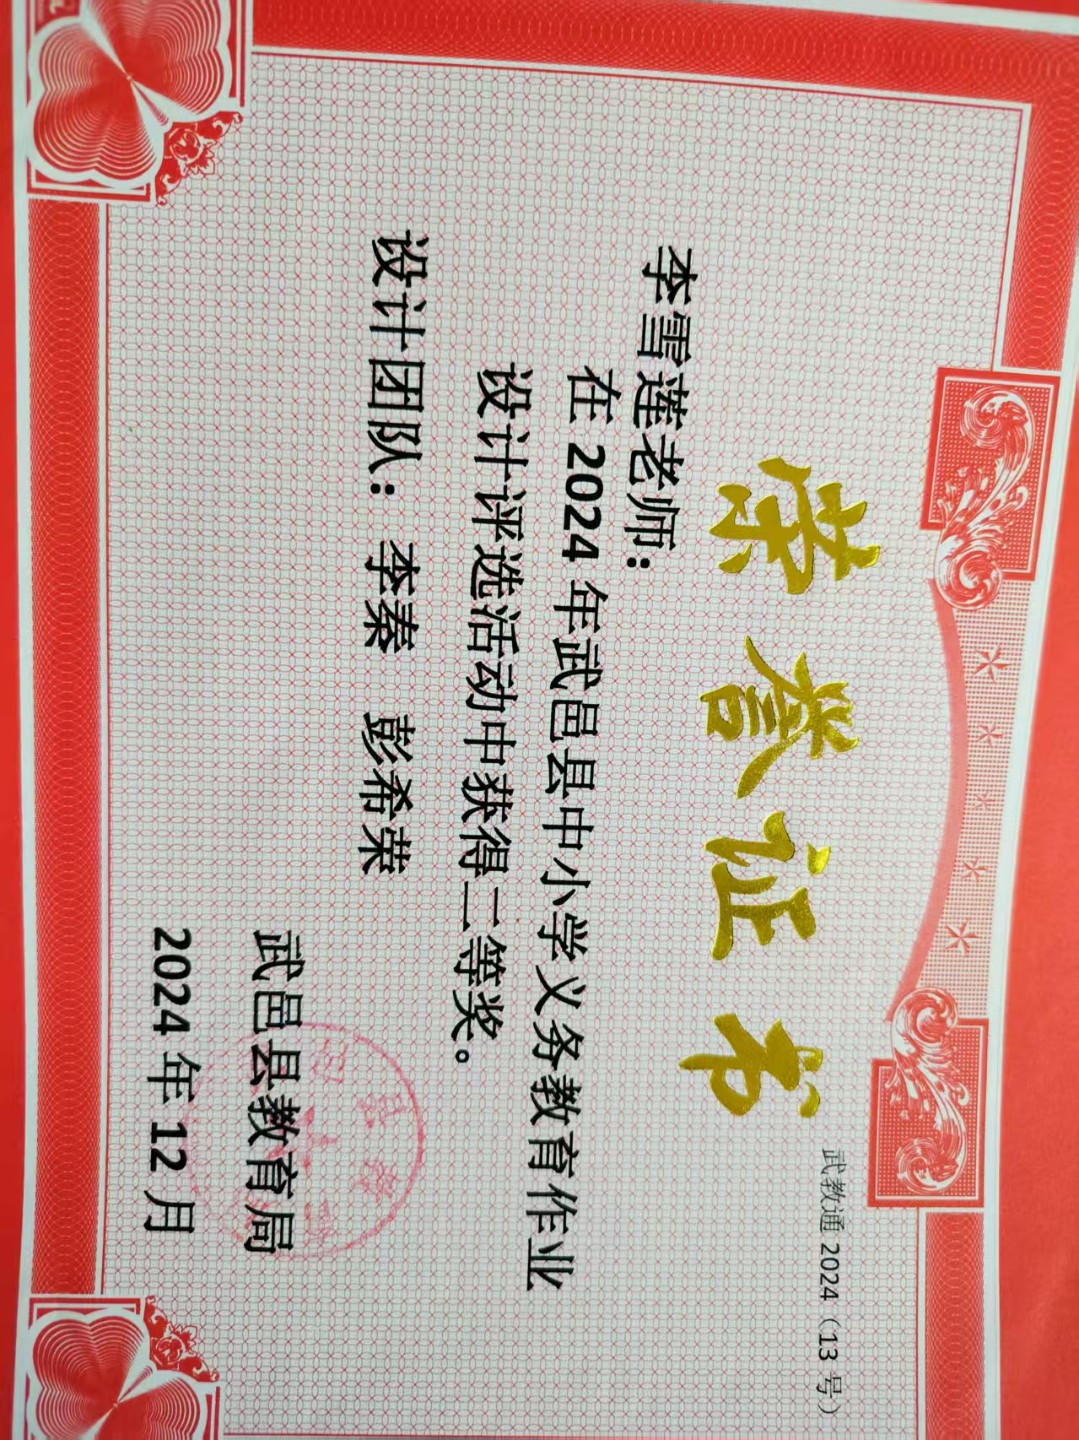 荣誉证书
武教通 2024（13 号）
李雪莲老师：
在 2024 年武邑县中小学义务教育作业
设计评选活动中获得二等奖。
设计团队：李秦 彭希荣
武邑县教育局
2024 年 12 月